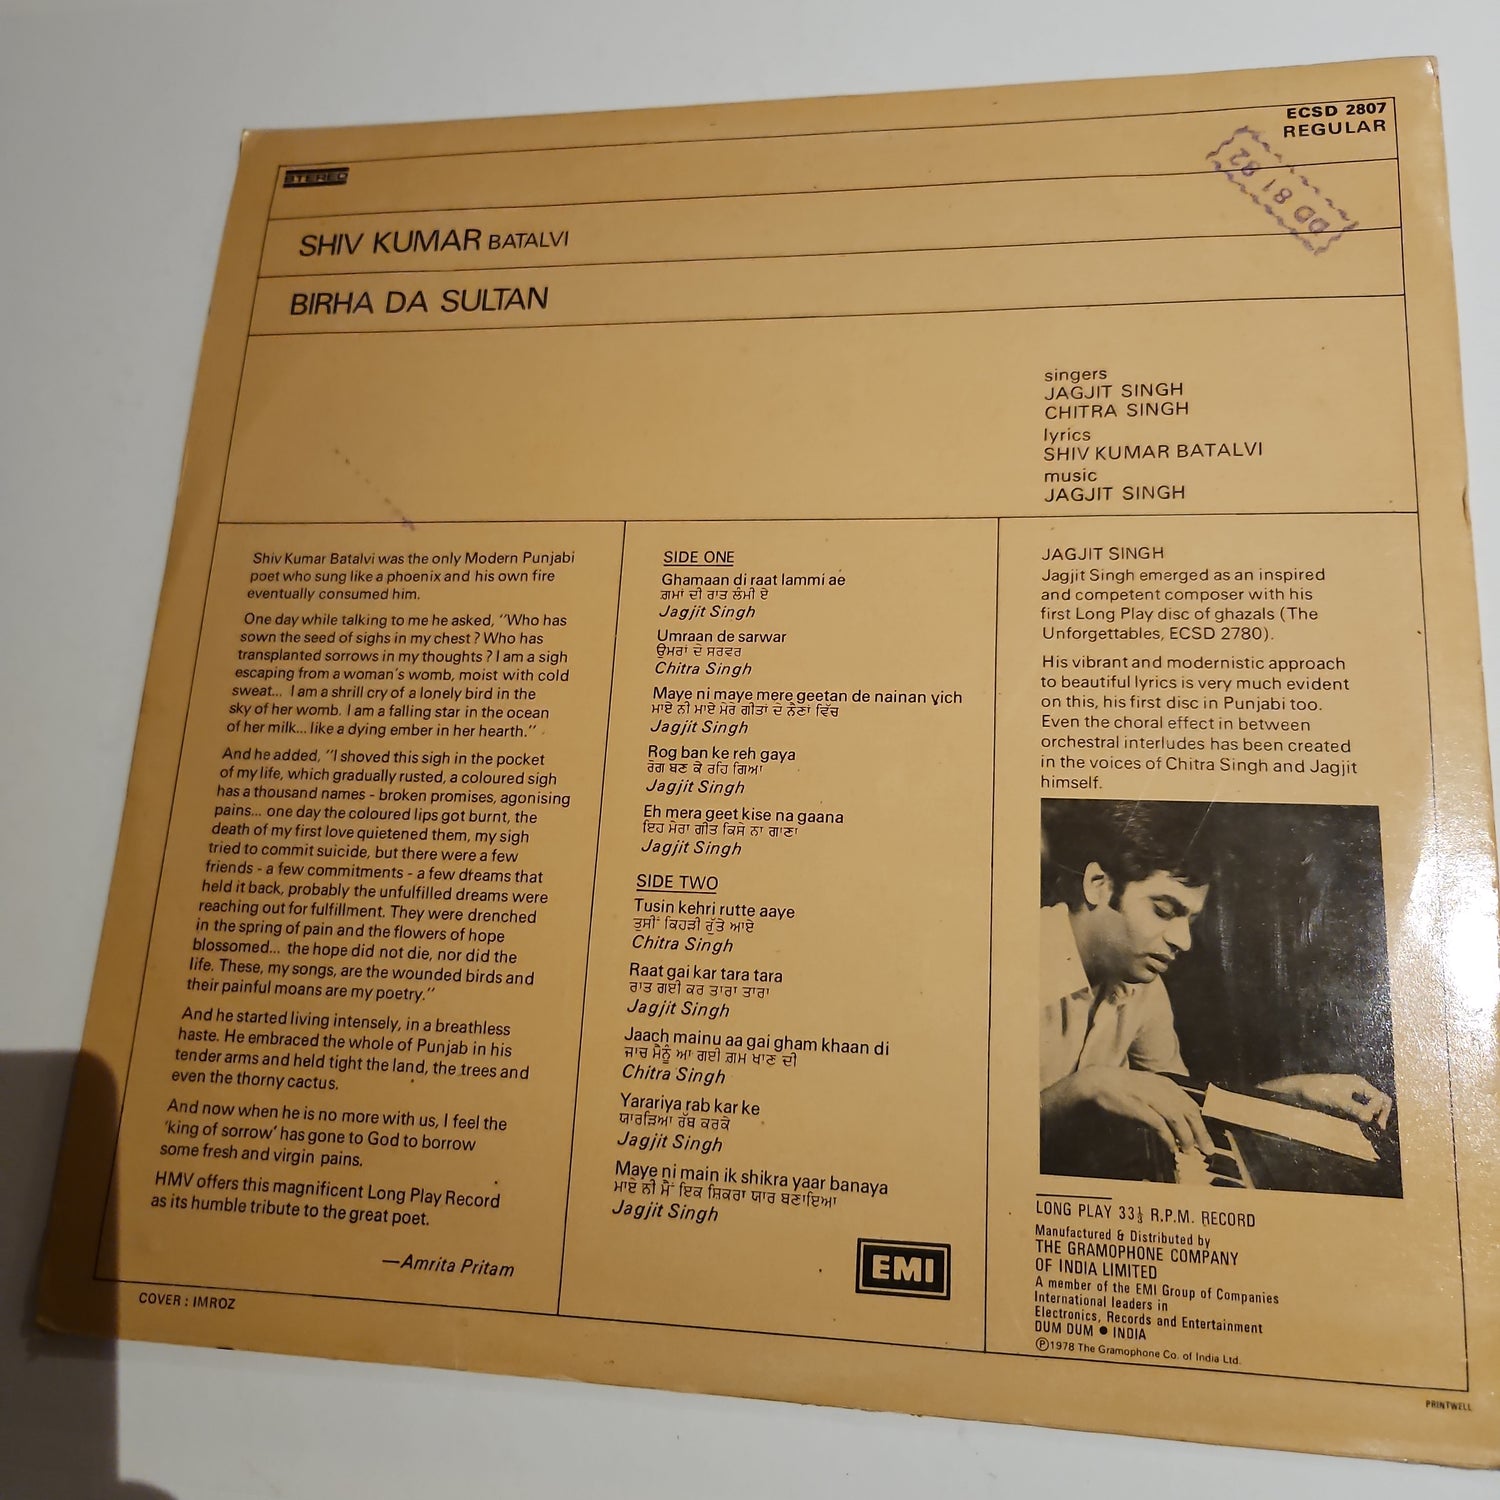 ECSD 2807
REGULAR
DD 81 82
STEREO
SHIV KUMAR BATALVI
BIRHA DA SULTAN
singers
JAGJIT SINGH
CHITRA SINGH
lyrics
SHIV KUMAR BATALVI
music
JAGJIT SINGH
Shiv Kumar Batalvi was the only Modern Punjabi
poet who sung like a phoenix and his own fire
eventually consumed him.
One day while talking to me he asked, "Who has
sown the seed of sighs in my chest ? Who has
transplanted sorrows in my thoughts ? I am a sigh
escaping from a woman's womb, moist with cold
sweat... I am a shrill cry of a lonely bird in the
sky of her womb. I am a falling star in the ocean
of her milk... like a dying ember in her hearth."
And he added, "I shoved this sigh in the pocket
of my life, which gradually rusted, a coloured sigh
has a thousand names - broken promises, agonising
pains... one day the coloured lips got burnt, the
death of my first love quietened them, my sigh
tried to commit suicide, but there were a few
friends - a few commitments - a few dreams that
held it back, probably the unfulfilled dreams were
reaching out for fulfillment. They were drenched
in the spring of pain and the flowers of hope
blossomed... the hope did not die, nor did the
life. These, my songs, are the wounded birds and
their painful moans are my poetry."
And he started living intensely, in a breathless
haste. He embraced the whole of Punjab in his
tender arms and held tight the land, the trees and
even the thorny cactus.
And now when he is no more with us, I feel the
'king of sorrow' has gone to God to borrow
some fresh and virgin pains.
HMV offers this magnificent Long Play Record
as its humble tribute to the great poet.
—Amrita Pritam
COVER : IMROZ
SIDE ONE
Ghamaan di raat lammi ae
ਗ਼ਮਾਂ ਦੀ ਰਾਤ ਲੰਮੀ ਏ
Jagjit Singh
Umraan de sarwar
ਉਮਰਾਂ ਦੇ ਸਰਵਰ
Chitra Singh
Maye ni maye mere geetan de nainan vich
ਮਾਏ ਨੀ ਮਾਏ ਮੇਰੇ ਗੀਤਾਂ ਦੇ ਨੈਣਾਂ ਵਿੱਚ
Jagjit Singh
Rog ban ke reh gaya
ਰੋਗ ਬਣ ਕੇ ਰਹਿ ਗਿਆ
Jagjit Singh
Eh mera geet kise na gaana
ਇਹ ਮੇਰਾ ਗੀਤ ਕਿਸੇ ਨਾ ਗਾਣਾ
Jagjit Singh
SIDE TWO
Tusin kehri rutte aaye
ਤੁਸੀਂ ਕਿਹੜੀ ਰੁੱਤੇ ਆਏ
Chitra Singh
Raat gai kar tara tara
ਰਾਤ ਗਈ ਕਰ ਤਾਰਾ ਤਾਰਾ
Jagjit Singh
Jaach mainu aa gai gham khaan di
ਜਾਚ ਮੈਨੂੰ ਆ ਗਈ ਗ਼ਮ ਖਾਣ ਦੀ
Chitra Singh
Yarariya rab kar ke
ਯਾਰੜਿਆ ਰੱਬ ਕਰਕੇ
Jagjit Singh
Maye ni main ik shikra yaar banaya
ਮਾਏ ਨੀ ਮੈਂ ਇਕ ਸ਼ਿਕਰਾ ਯਾਰ ਬਣਾਇਆ
Jagjit Singh
EMI
JAGJIT SINGH
Jagjit Singh emerged as an inspired
and competent composer with his
first Long Play disc of ghazals (The
Unforgettables, ECSD 2780).
His vibrant and modernistic approach
to beautiful lyrics is very much evident
on this, his first disc in Punjabi too.
Even the choral effect in between
orchestral interludes has been created
in the voices of Chitra Singh and Jagjit
himself.
LONG PLAY 33⅓ R.P.M. RECORD
Manufactured & Distributed by
THE GRAMOPHONE COMPANY
OF INDIA LIMITED
A member of the EMI Group of Companies
International leaders in
Electronics, Records and Entertainment
DUM DUM ● INDIA
Ⓟ1978 The Gramophone Co. of India Ltd.
PRINTWELL